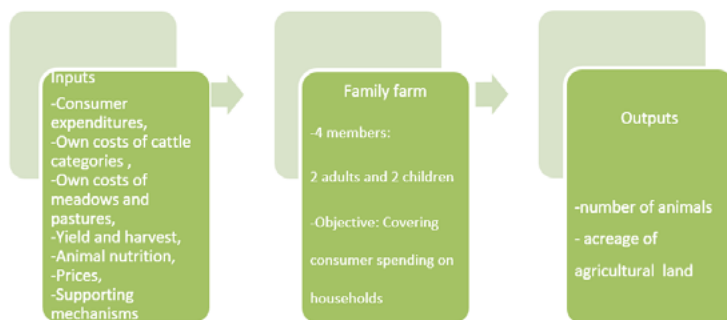 Inputs
-Consumer
expenditures,
-Own costs of cattle
categories ,
-Own costs of
meadows and
pastures,
-Yield and harvest,
-Animal nutrition,
-Prices,
-Supporting
mechanisms
Family farm
-4 members:
2 adults and 2 children
-Objective: Covering
consumer spending on
households
Outputs
-number of animals
- acreage of
agricultural land